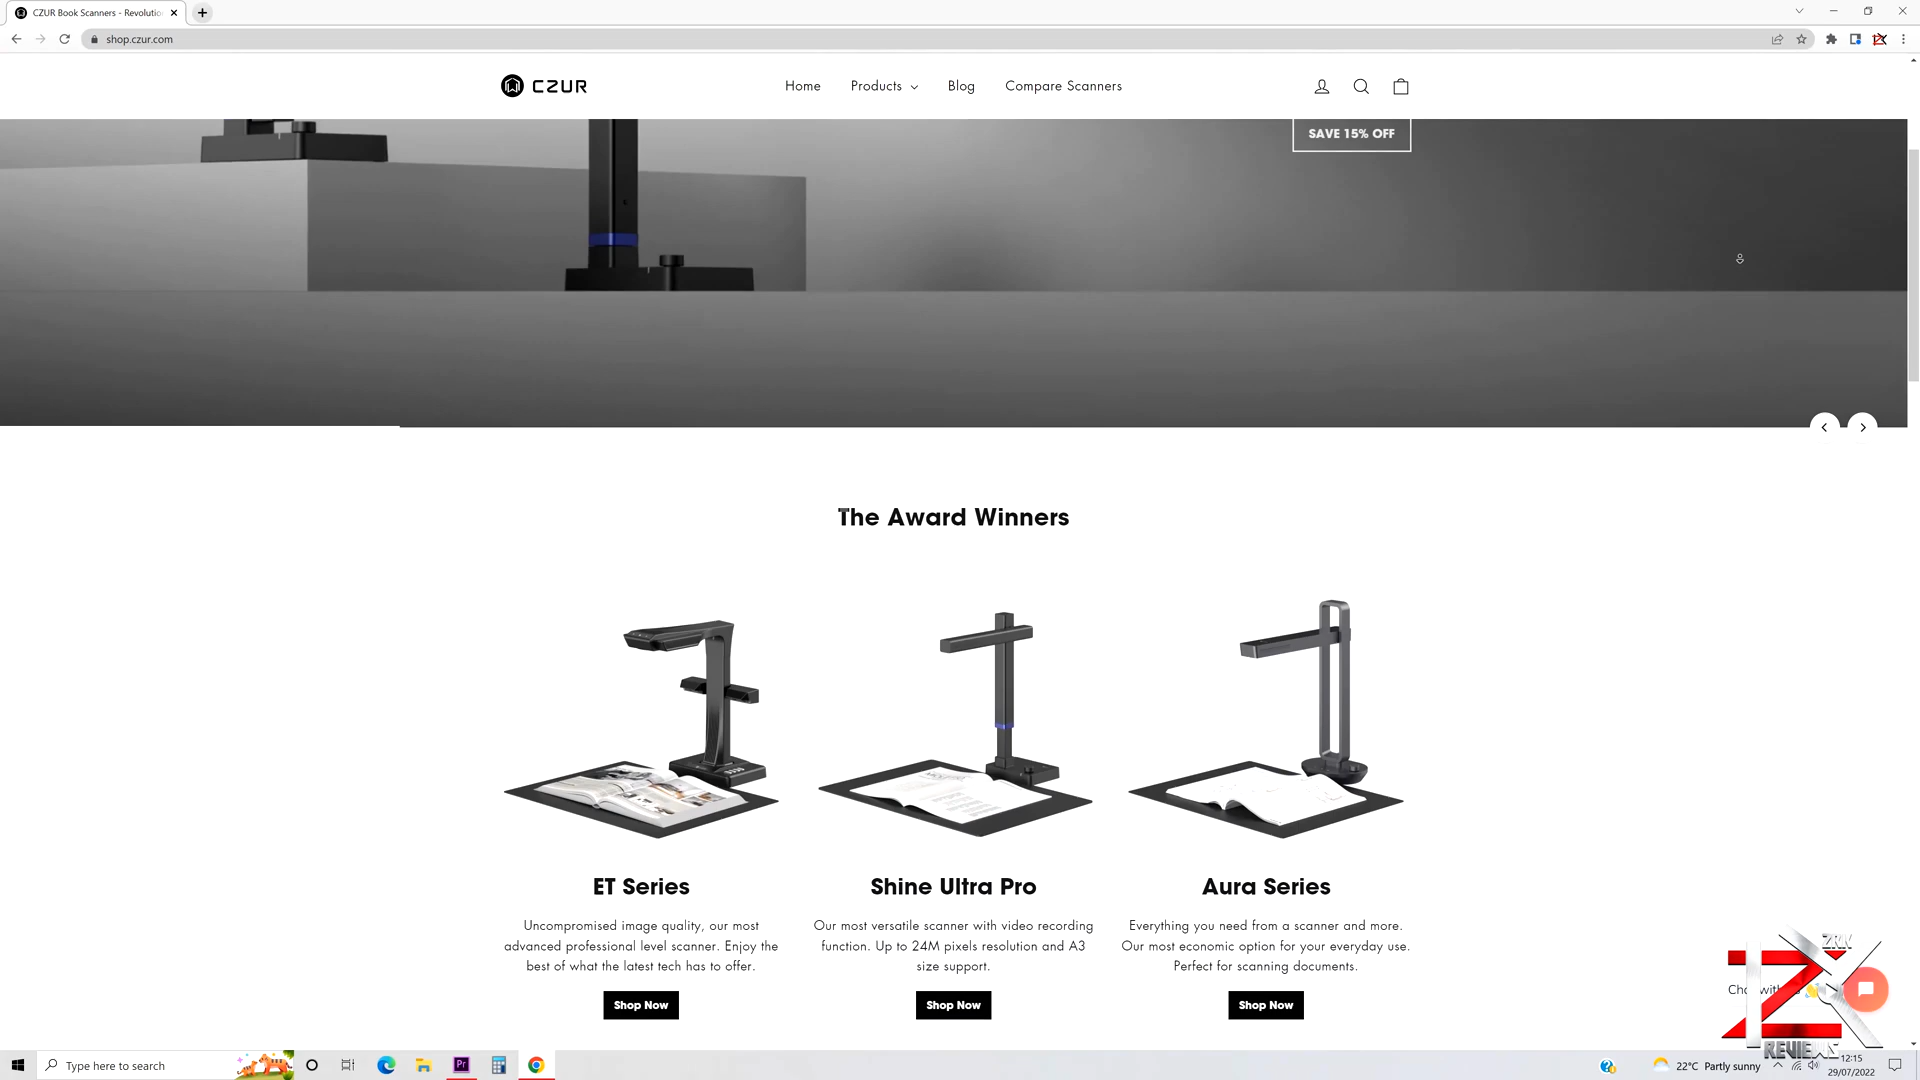 CZUR Book Scanners - Revolutio
shop.czur.com
CZUR
Home Products Blog Compare Scanners
SAVE 15% OFF
The Award Winners
ET Series
Uncompromised image quality, our most
advanced professional level scanner. Enjoy the
best of what the latest tech has to offer.
Shop Now
Shine Ultra Pro
Our most versatile scanner with video recording
function. Up to 24M pixels resolution and A3
size support.
Shop Now
Aura Series
Everything you need from a scanner and more.
Our most economic option for your everyday use.
Perfect for scanning documents.
Shop Now
ZRX
REVIEWS
Type here to search
Pr
22°C Partly sunny
12:15
29/07/2022